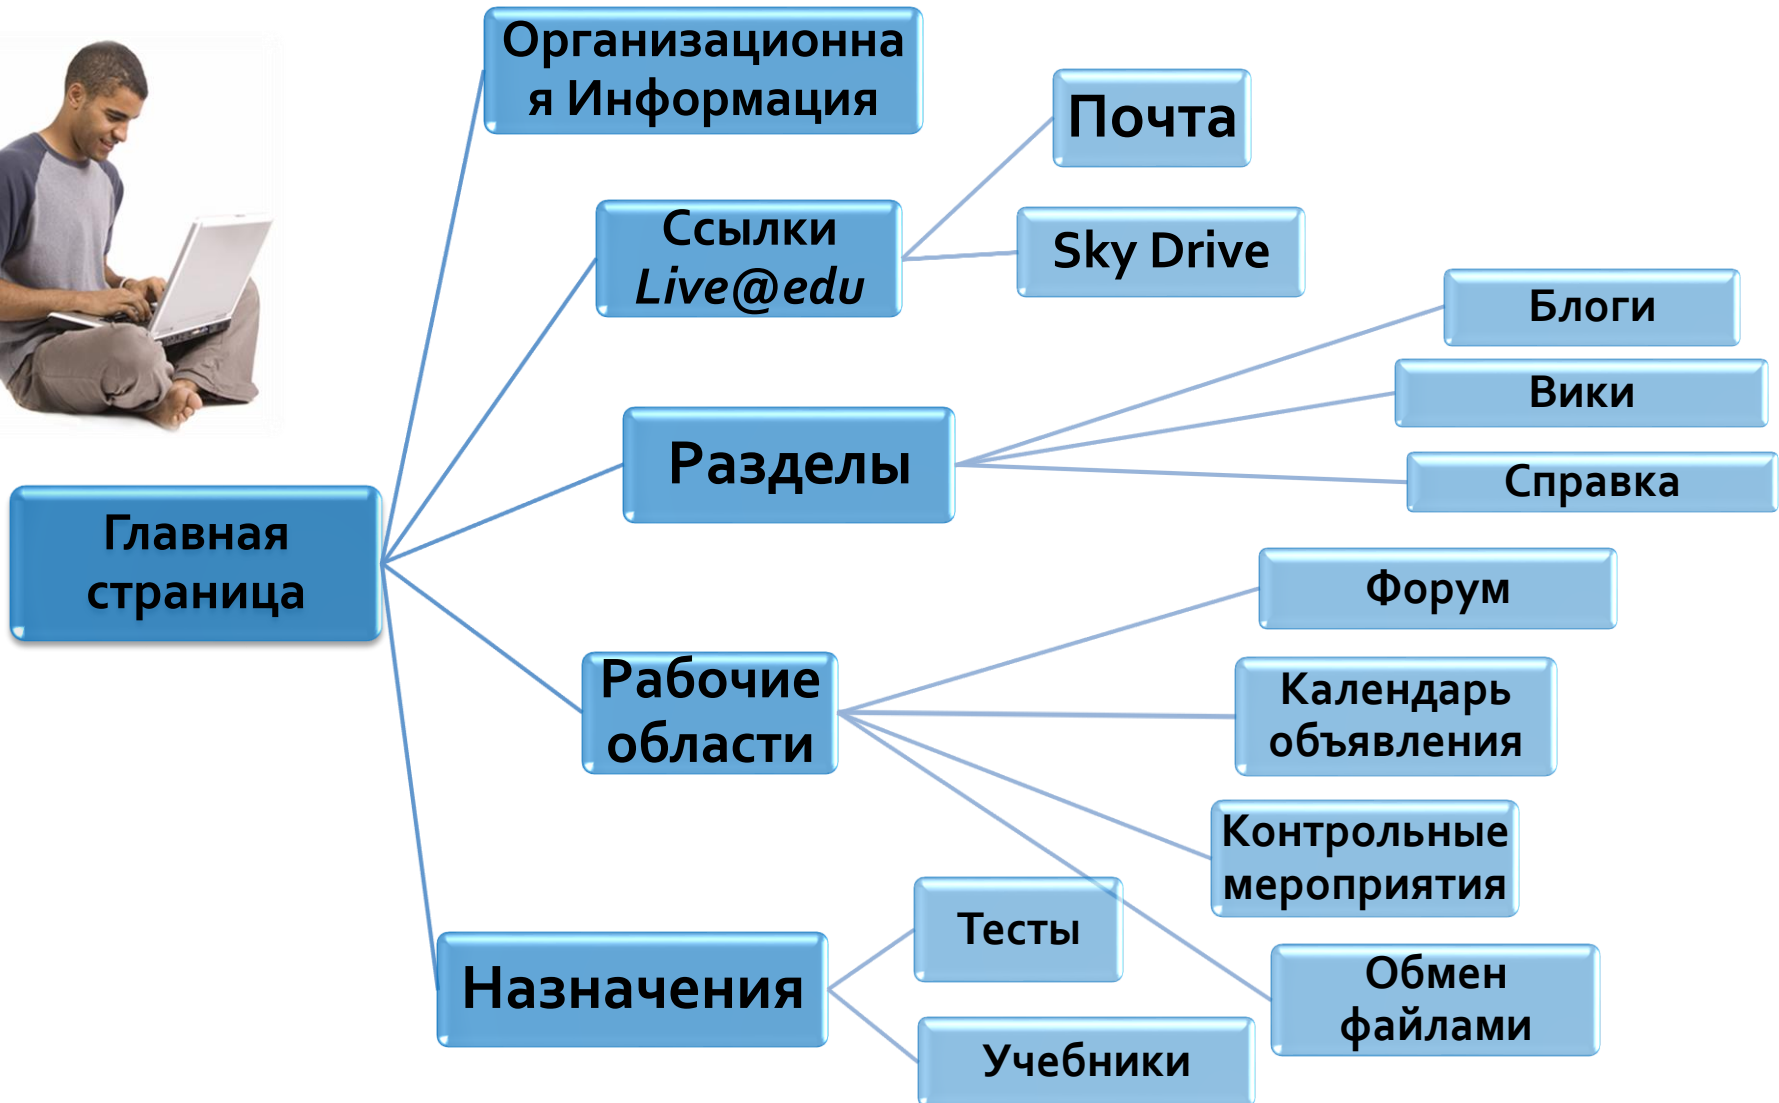 Организационна
я Информация
Почта
Ссылки
Live@edu
Sky Drive
Блоги
Вики
Разделы
Справка
Главная
страница
Форум
Рабочие
области
Календарь
объявления
Контрольные
мероприятия
Тесты
Назначения
Обмен
файлами
Учебники